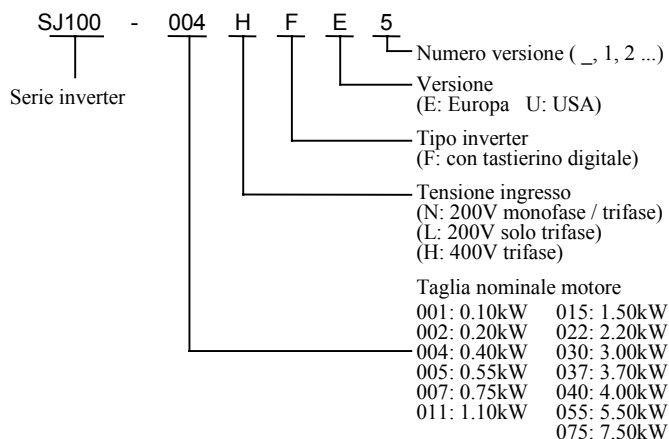 SJ100 - 004 H F E 5
Numero versione ( _, 1, 2 ...)
Versione
(E: Europa U: USA)
Serie inverter
Tipo inverter
(F: con tastierino digitale)
Tensione ingresso
(N: 200V monofase / trifase)
(L: 200V solo trifase)
(H: 400V trifase)
Taglia nominale motore
001: 0.10kW 015: 1.50kW
002: 0.20kW 022: 2.20kW
004: 0.40kW 030: 3.00kW
005: 0.55kW 037: 3.70kW
007: 0.75kW 040: 4.00kW
011: 1.10kW 055: 5.50kW
075: 7.50kW